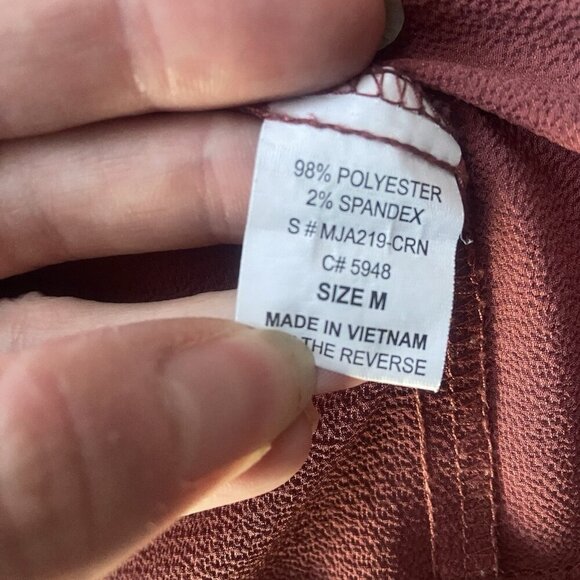 98% POLYESTER
2% SPANDEX
S # MJA219-CRN
C# 5948
SIZE M
MADE IN VIETNAM
THE REVERSE